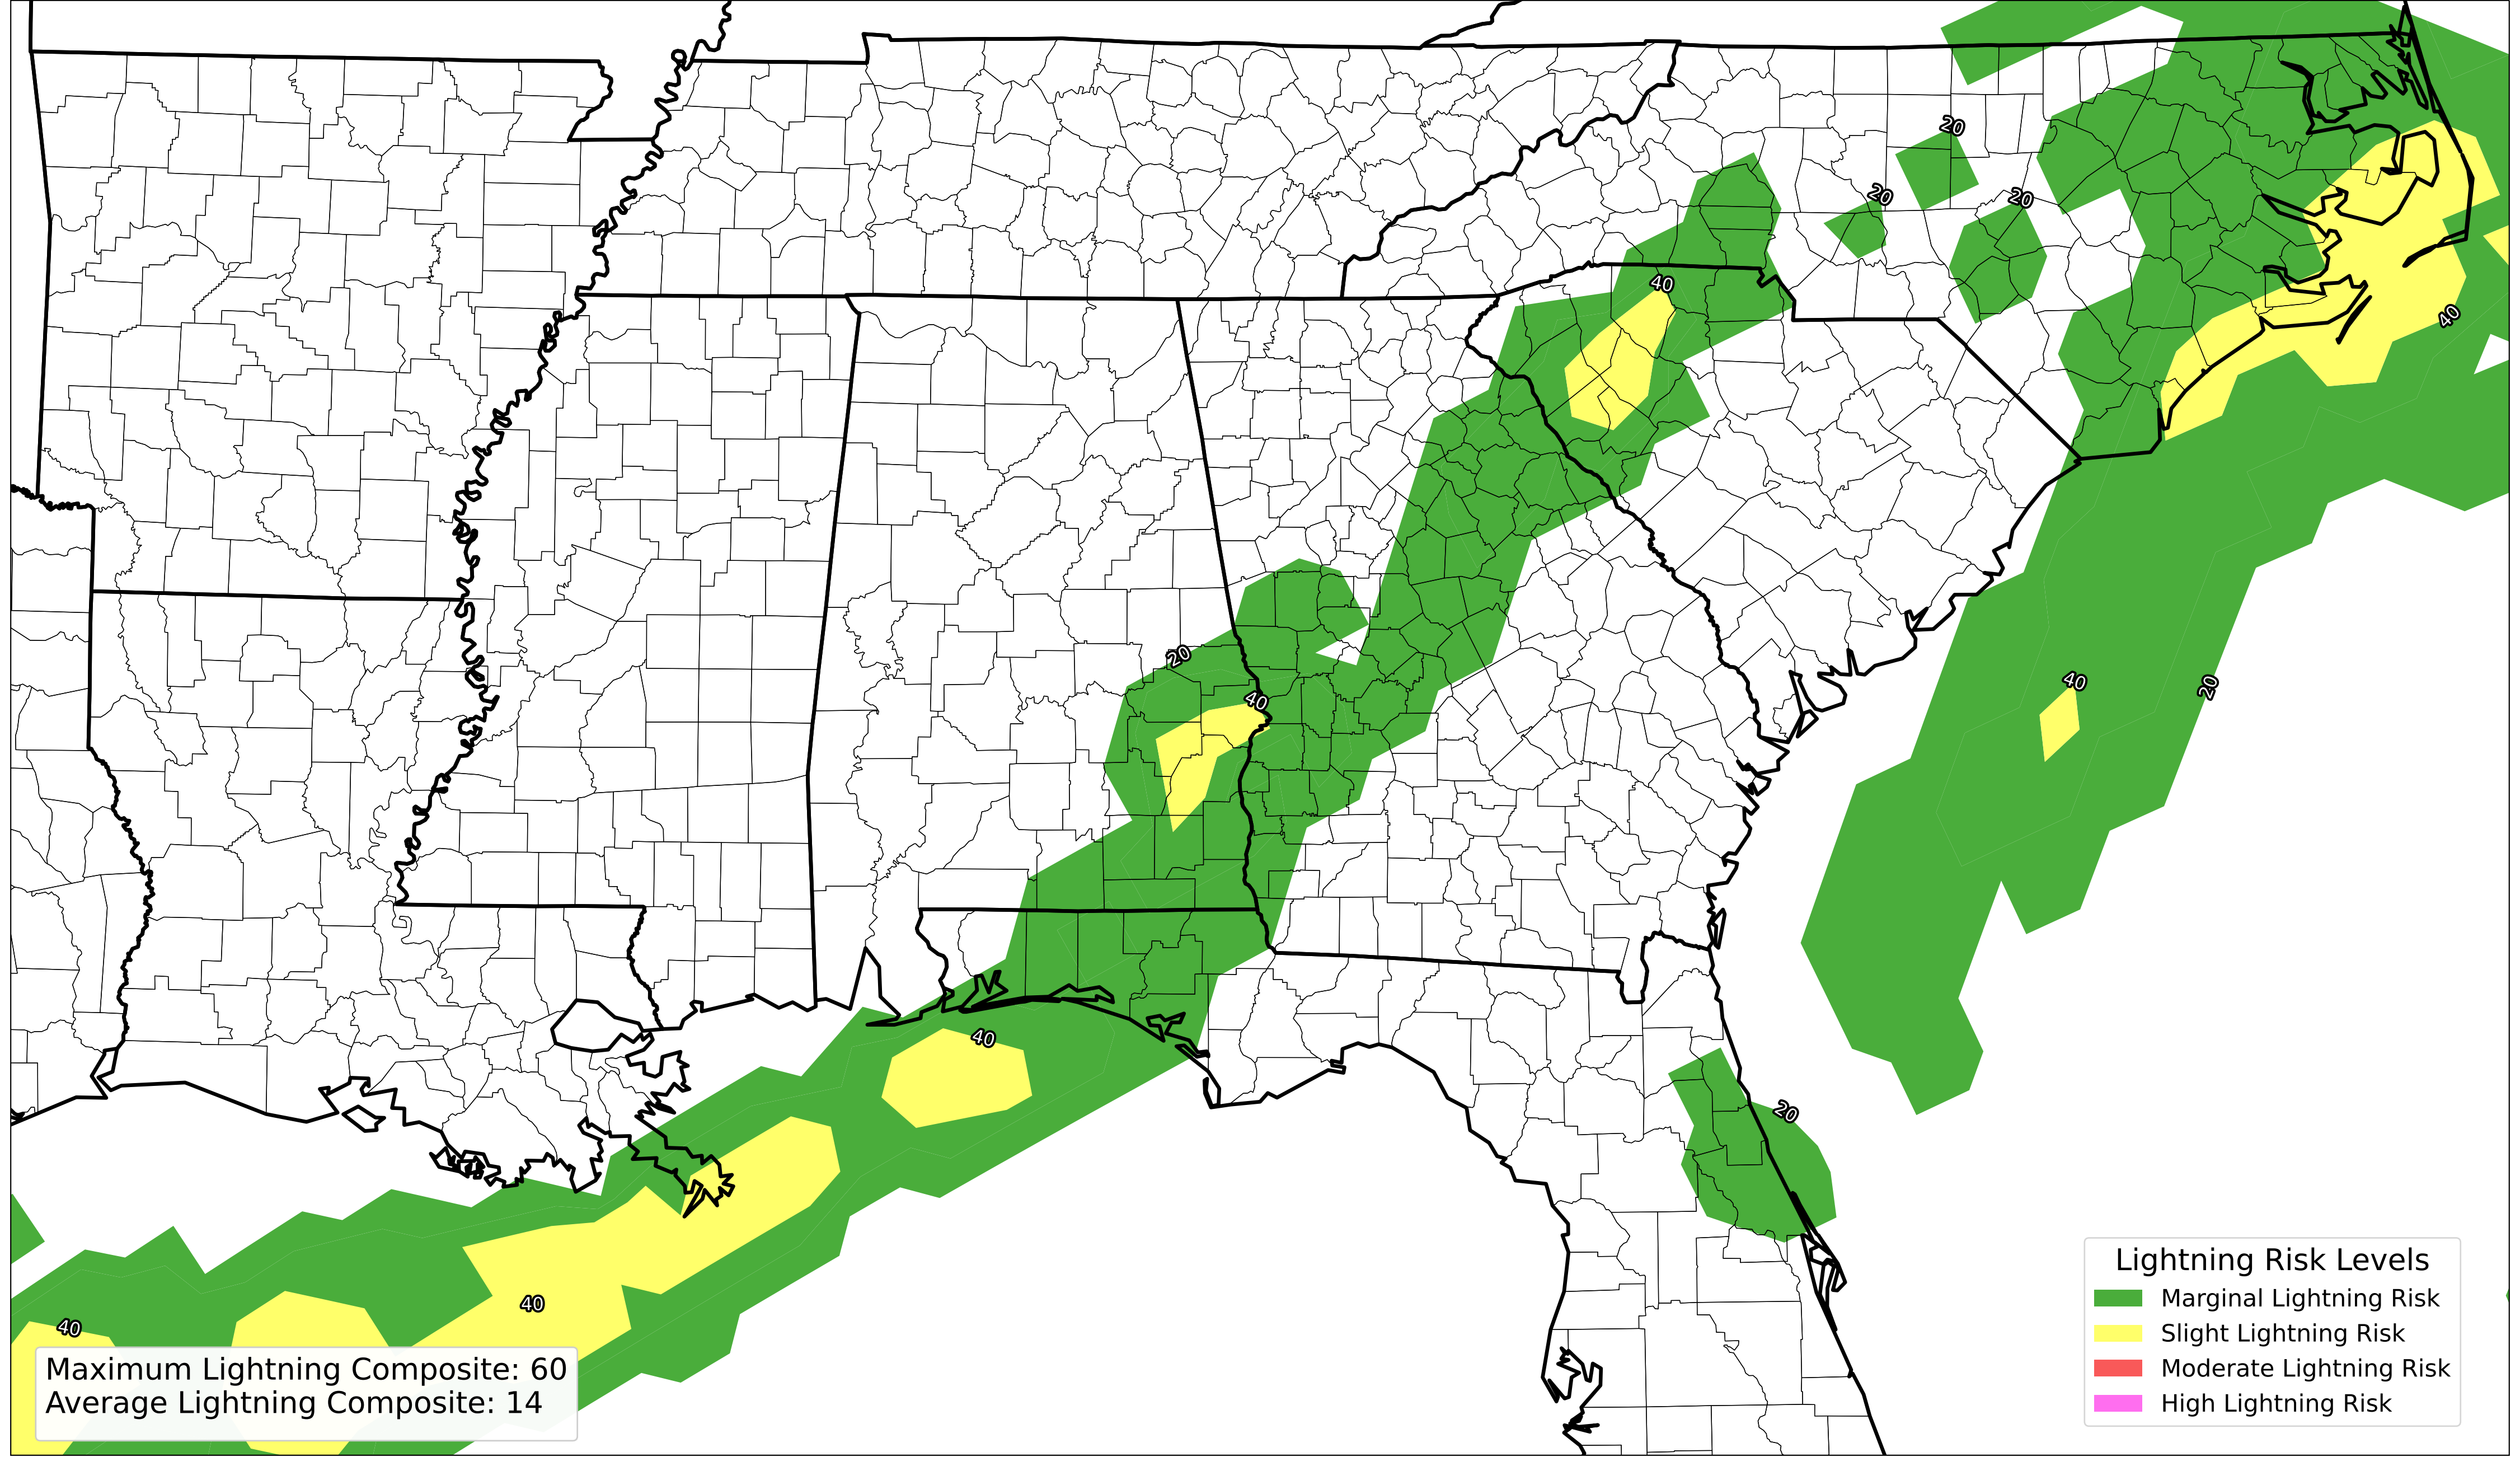 20
20
20
40
40
20
40
40
20
40
20
40
40
Lightning Risk Levels
Marginal Lightning Risk
Slight Lightning Risk
Moderate Lightning Risk
High Lightning Risk
40
Maximum Lightning Composite: 60
Average Lightning Composite: 14